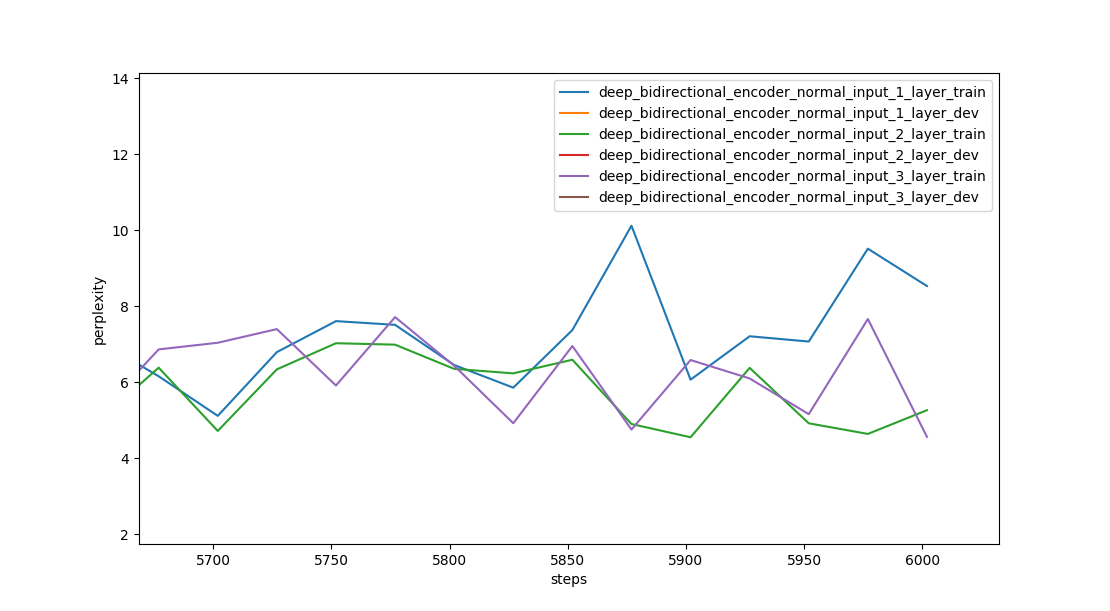 deep_bidirectional_encoder_normal_input_1_layer_train
deep_bidirectional_encoder_normal_input_1_layer_dev
deep_bidirectional_encoder_normal_input_2_layer_train
deep_bidirectional_encoder_normal_input_2_layer_dev
deep_bidirectional_encoder_normal_input_3_layer_train
deep_bidirectional_encoder_normal_input_3_layer_dev
14
12
10
8
6
4
2
perplexity
5700 5750 5800 5850 5900 5950 6000
steps